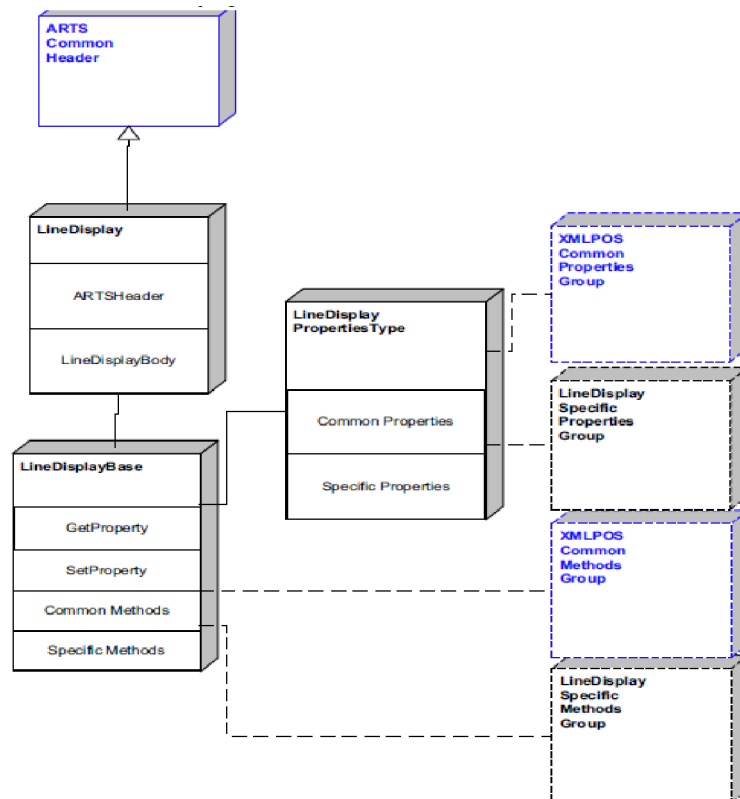 ARTS
Common
Header
LineDisplay
ARTSHeader
LineDisplayBody
LineDisplayBase
GetProperty
SetProperty
Common Methods
Specific Methods
LineDisplay
PropertiesType
Common Properties
Specific Properties
XMLPOS
Common
Properties
Group
LineDisplay
Specific
Properties
Group
XMLPOS
Common
Methods
Group
LineDisplay
Specific
Methods
Group